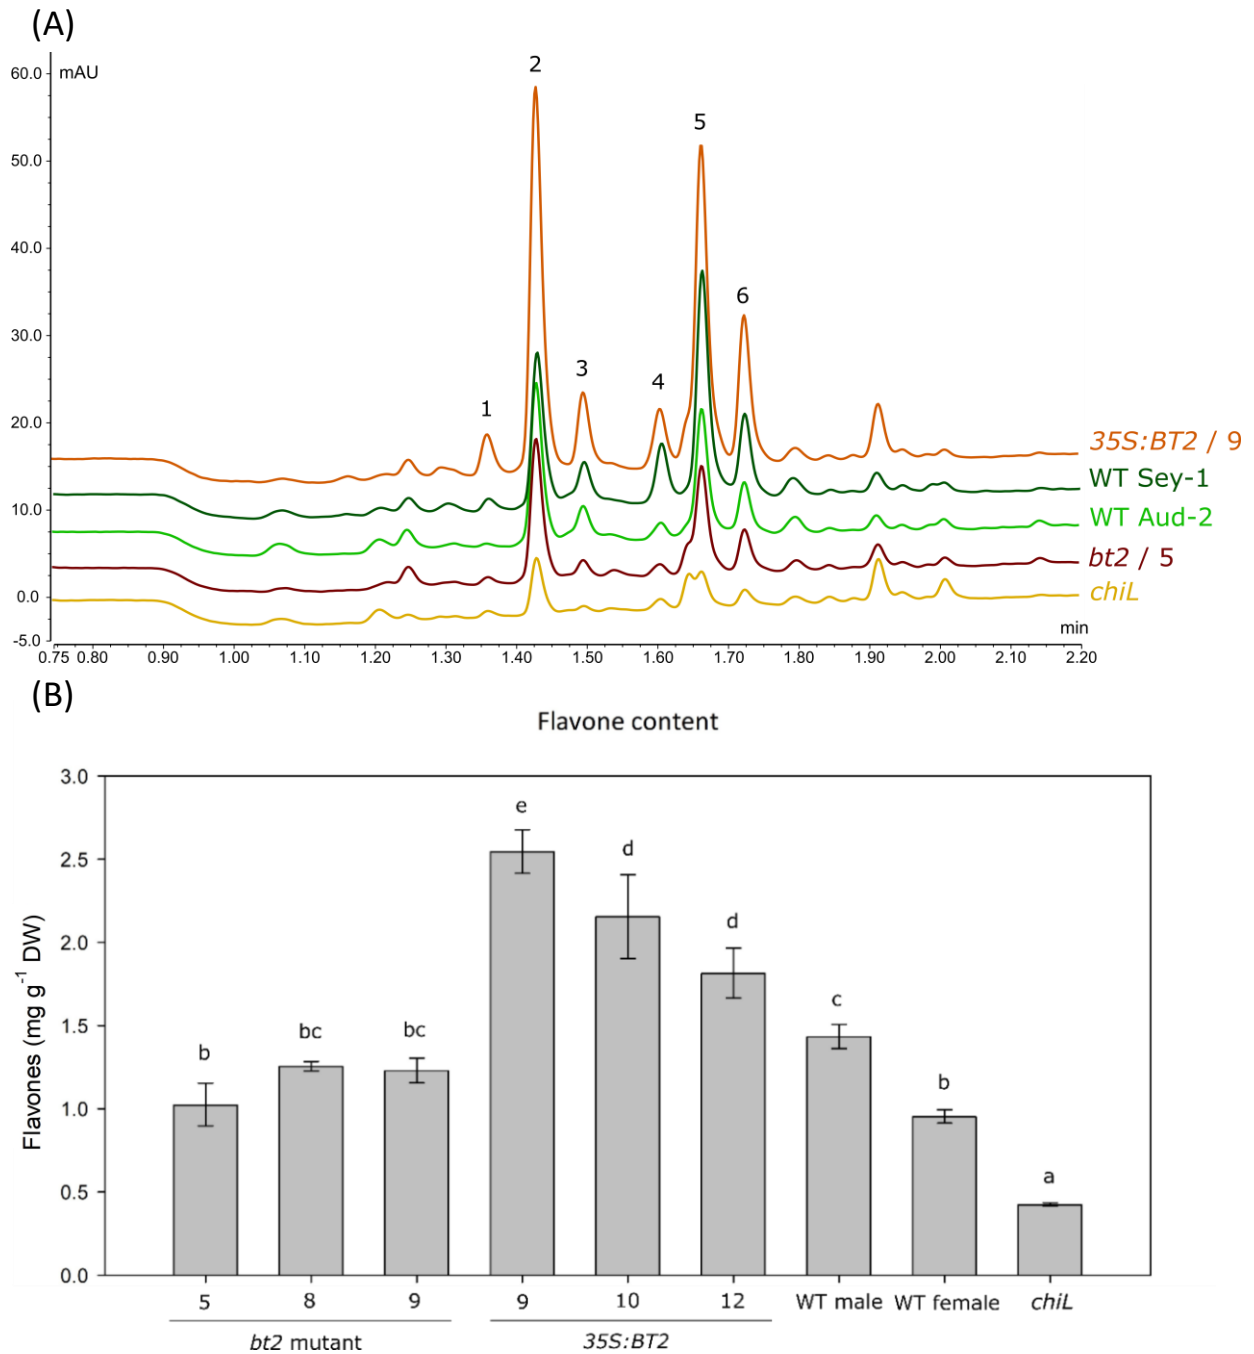 (A)
mAU
60.0
50.0
40.0
30.0
20.0
10.0
0.0
-5.0
1
2
3
4
5
6
35S:BT2 / 9
WT Sey-1
WT Aud-2
bt2 / 5
chiL
min
0.75 0.80 0.90 1.00 1.10 1.20 1.30 1.40 1.50 1.60 1.70 1.80 1.90 2.00 2.10 2.20
(B)
Flavone content
Flavones (mg g⁻¹ DW)
3.0
2.5
2.0
1.5
1.0
0.5
0.0
b
bc
bc
e
d
d
c
b
a
5 8 9 9 10 12 WT male WT female chiL
bt2 mutant 35S:BT2